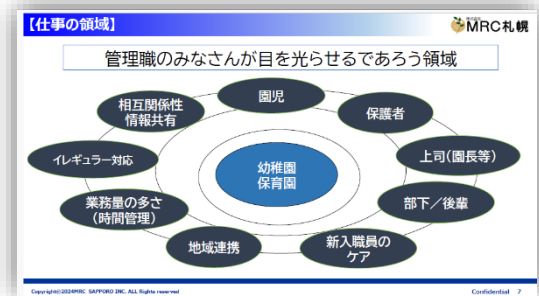 【仕事の領域】
株式会社
MRC札幌
管理職のみなさんが目を光らせるであろう領域
園児
相互関係性
情報共有
保護者
イレギュラー対応
上司(園長等)
幼稚園
保育園
業務量の多さ
(時間管理)
部下／後輩
地域連携
新入職員の
ケア
Copyright©2024MRC SAPPORO INC. ALL Rights reserved
Confidential 7